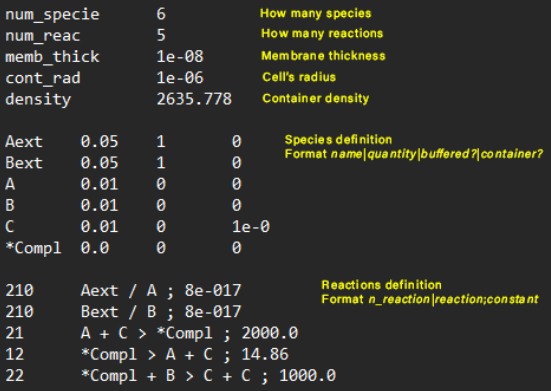 num_specie 6 How many species
num_reac 5 How many reactions
memb_thick 1e-08 Membrane thickness
cont_rad 1e-06 Cell's radius
density 2635.778 Container density
Aext 0.05 1 0 Species definition
Bext 0.05 1 0 Format name|quantity|buffered?|container?
A 0.01 0 0
B 0.01 0 0
C 0.01 0 1e-0
*Compl 0.0 0 0
210 Aext / A ; 8e-017 Reactions definition
210 Bext / B ; 8e-017 Format n_reaction|reaction;constant
21 A + C > *Compl ; 2000.0
12 *Compl > A + C ; 14.86
22 *Compl + B > C + C ; 1000.0